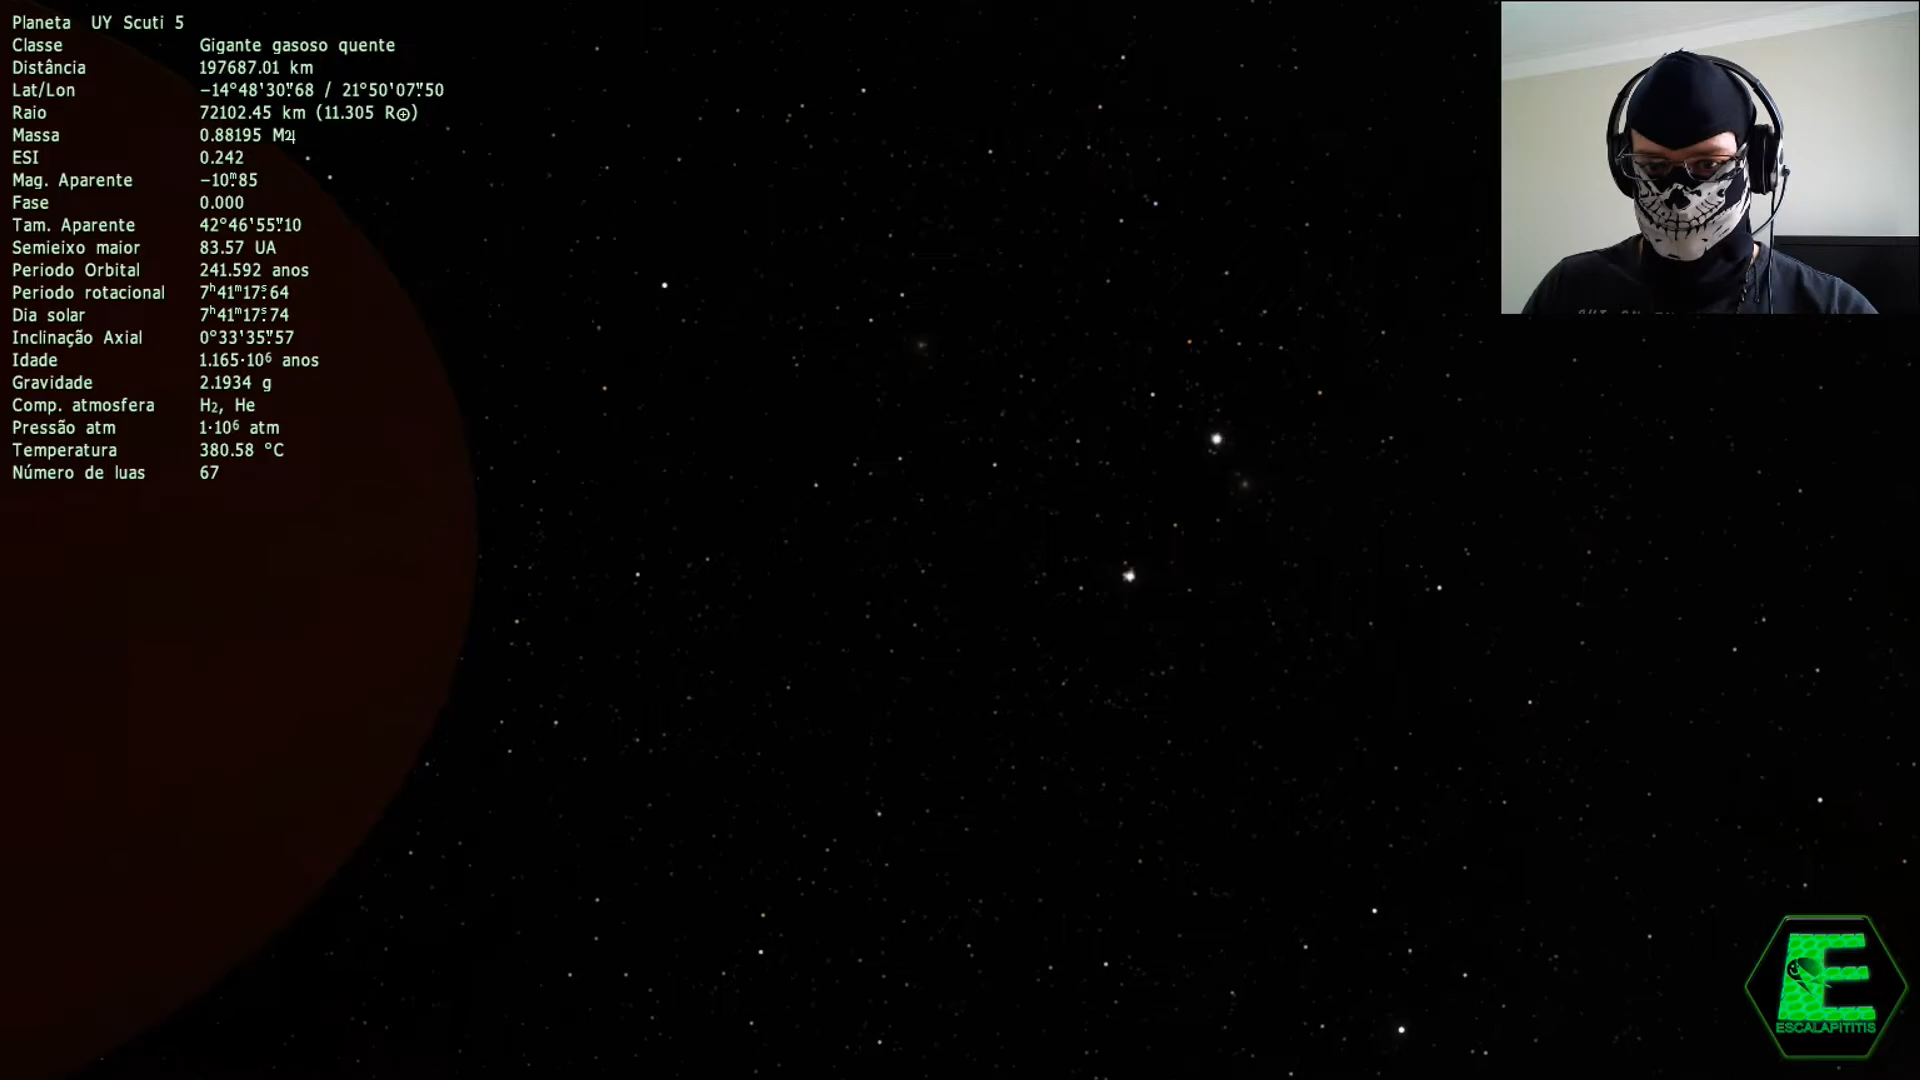 Planeta UY Scuti 5
Classe Gigante gasoso quente
Distância 197687.01 km
Lat/Lon −14°48'30".68 / 21°50'07".50
Raio 72102.45 km (11.305 R⊕)
Massa 0.88195 M♃
ESI 0.242
Mag. Aparente −10ᵐ.85
Fase 0.000
Tam. Aparente 42°46'55".10
Semieixo maior 83.57 UA
Periodo Orbital 241.592 anos
Periodo rotacional 7ʰ41ᵐ17ˢ.64
Dia solar 7ʰ41ᵐ17ˢ.74
Inclinação Axial 0°33'35".57
Idade 1.165·10⁶ anos
Gravidade 2.1934 g
Comp. atmosfera H₂, He
Pressão atm 1·10⁶ atm
Temperatura 380.58 °C
Número de luas 67
E
ESCALAPITITIS